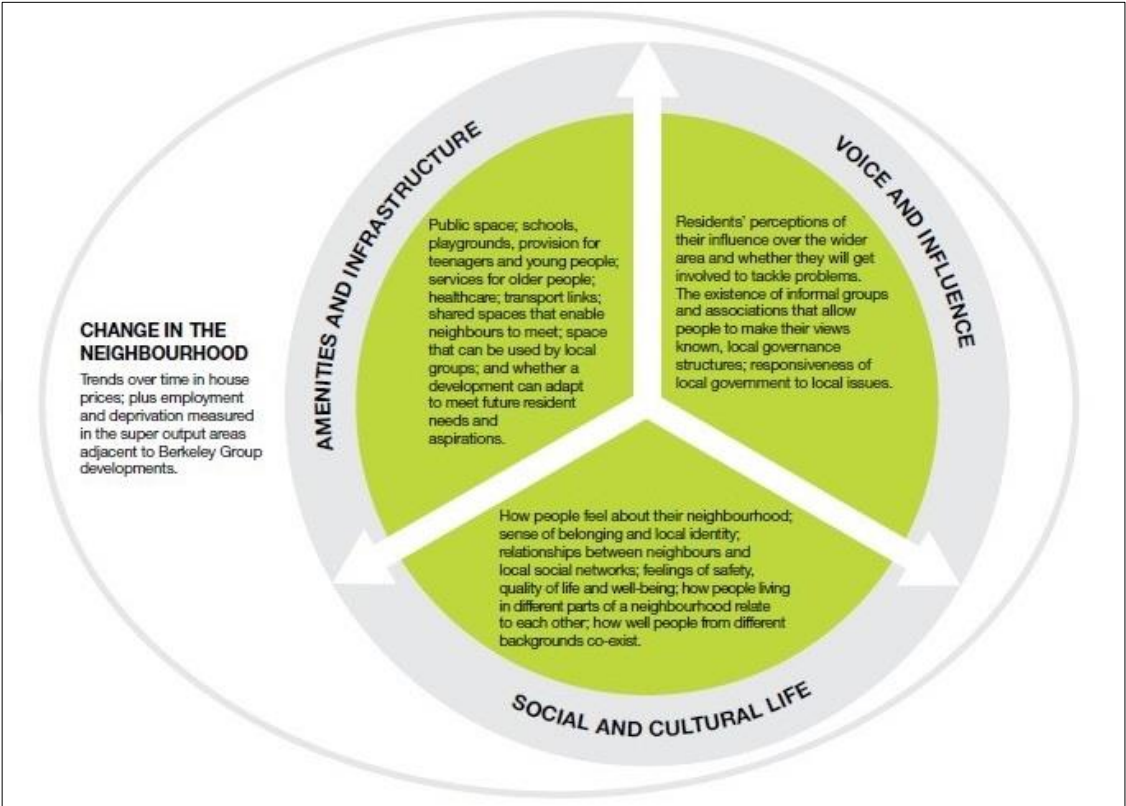 CHANGE IN THE
NEIGHBOURHOOD
Trends over time in house
prices; plus employment
and deprivation measured
in the super output areas
adjacent to Berkeley Group
developments.
AMENITIES AND INFRASTRUCTURE
Public space; schools,
playgrounds, provision for
teenagers and young people;
services for older people;
healthcare; transport links;
shared spaces that enable
neighbours to meet; space
that can be used by local
groups; and whether a
development can adapt
to meet future resident
needs and
aspirations.
VOICE AND INFLUENCE
Residents' perceptions of
their influence over the wider
area and whether they will get
involved to tackle problems.
The existence of informal groups
and associations that allow
people to make their views
known, local governance
structures; responsiveness of
local government to local issues.
How people feel about their neighbourhood;
sense of belonging and local identity;
relationships between neighbours and
local social networks; feelings of safety,
quality of life and well-being; how people living
in different parts of a neighbourhood relate
to each other; how well people from different
backgrounds co-exist.
SOCIAL AND CULTURAL LIFE